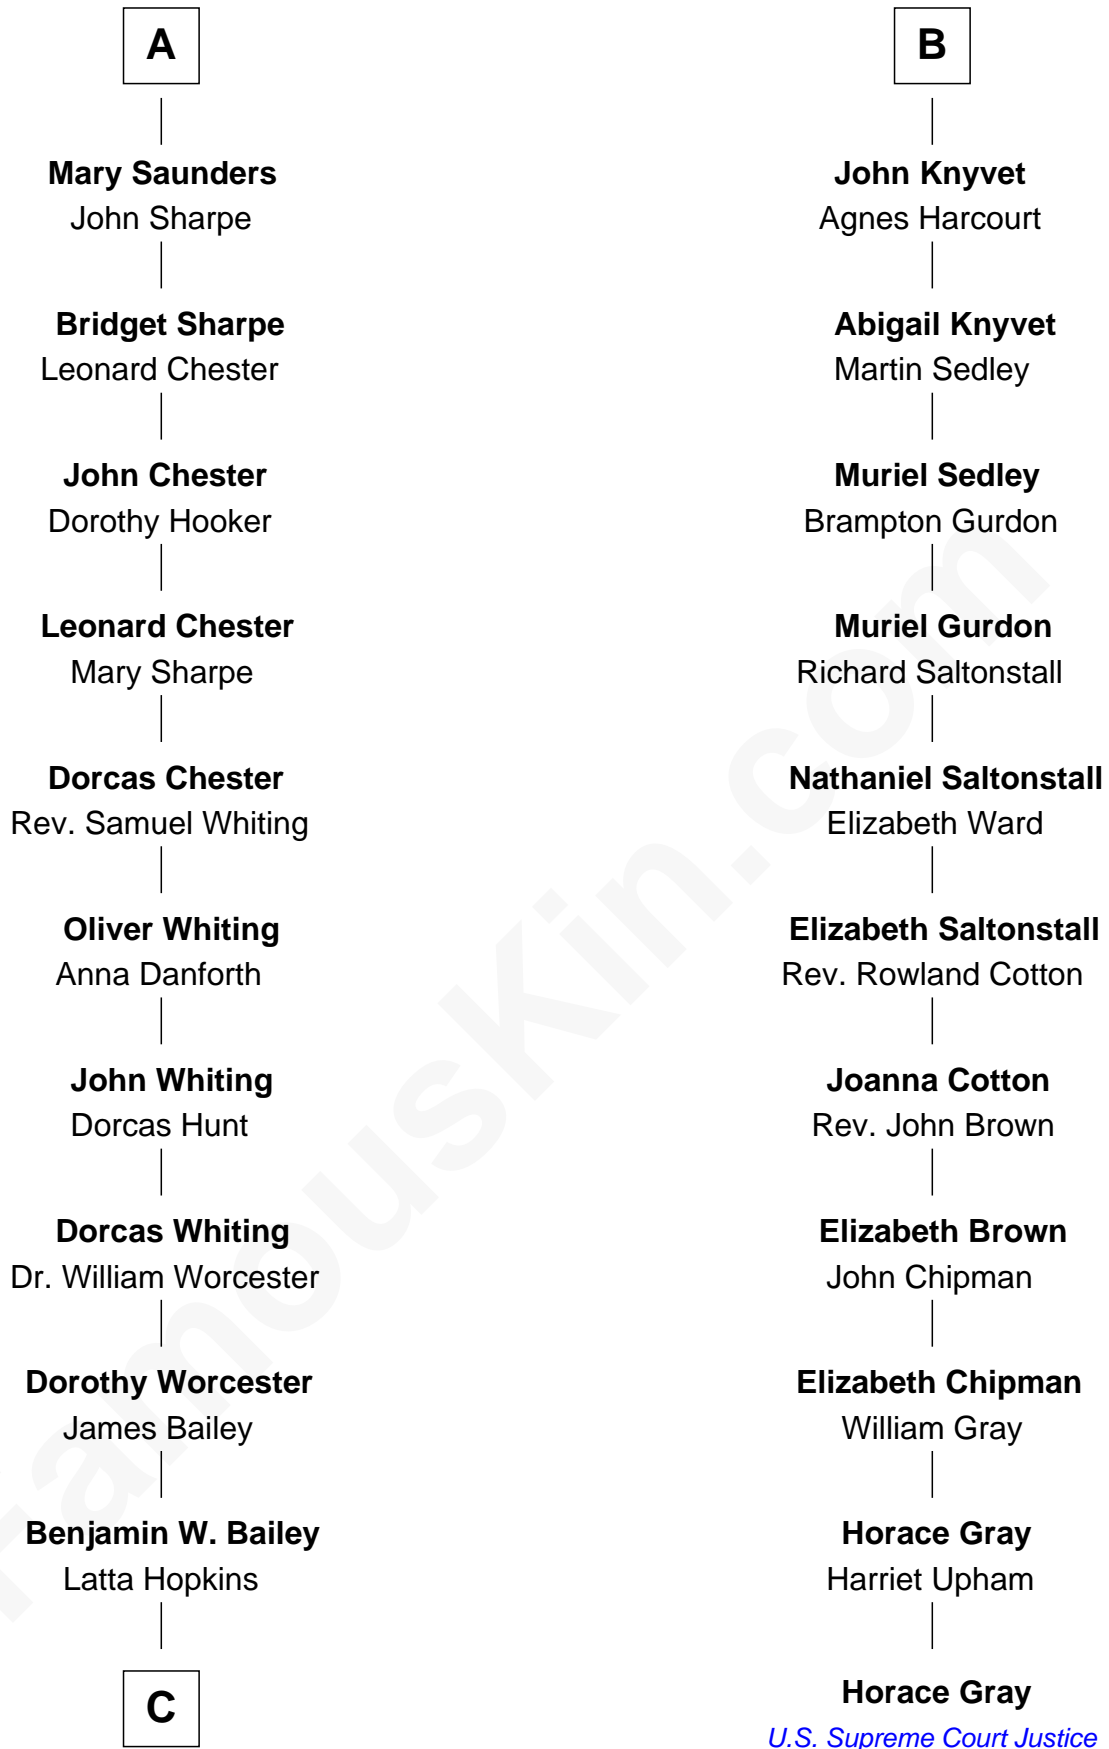 A
Mary Saunders
John Sharpe
Bridget Sharpe
Leonard Chester
John Chester
Dorothy Hooker
Leonard Chester
Mary Sharpe
Dorcas Chester
Rev. Samuel Whiting
Oliver Whiting
Anna Danforth
John Whiting
Dorcas Hunt
Dorcas Whiting
Dr. William Worcester
Dorothy Worcester
James Bailey
Benjamin W. Bailey
Latta Hopkins
C
B
John Knyvet
Agnes Harcourt
Abigail Knyvet
Martin Sedley
Muriel Sedley
Brampton Gurdon
Muriel Gurdon
Richard Saltonstall
Nathaniel Saltonstall
Elizabeth Ward
Elizabeth Saltonstall
Rev. Rowland Cotton
Joanna Cotton
Rev. John Brown
Elizabeth Brown
John Chipman
Elizabeth Chipman
William Gray
Horace Gray
Harriet Upham
Horace Gray
U.S. Supreme Court Justice
FamousKin.com